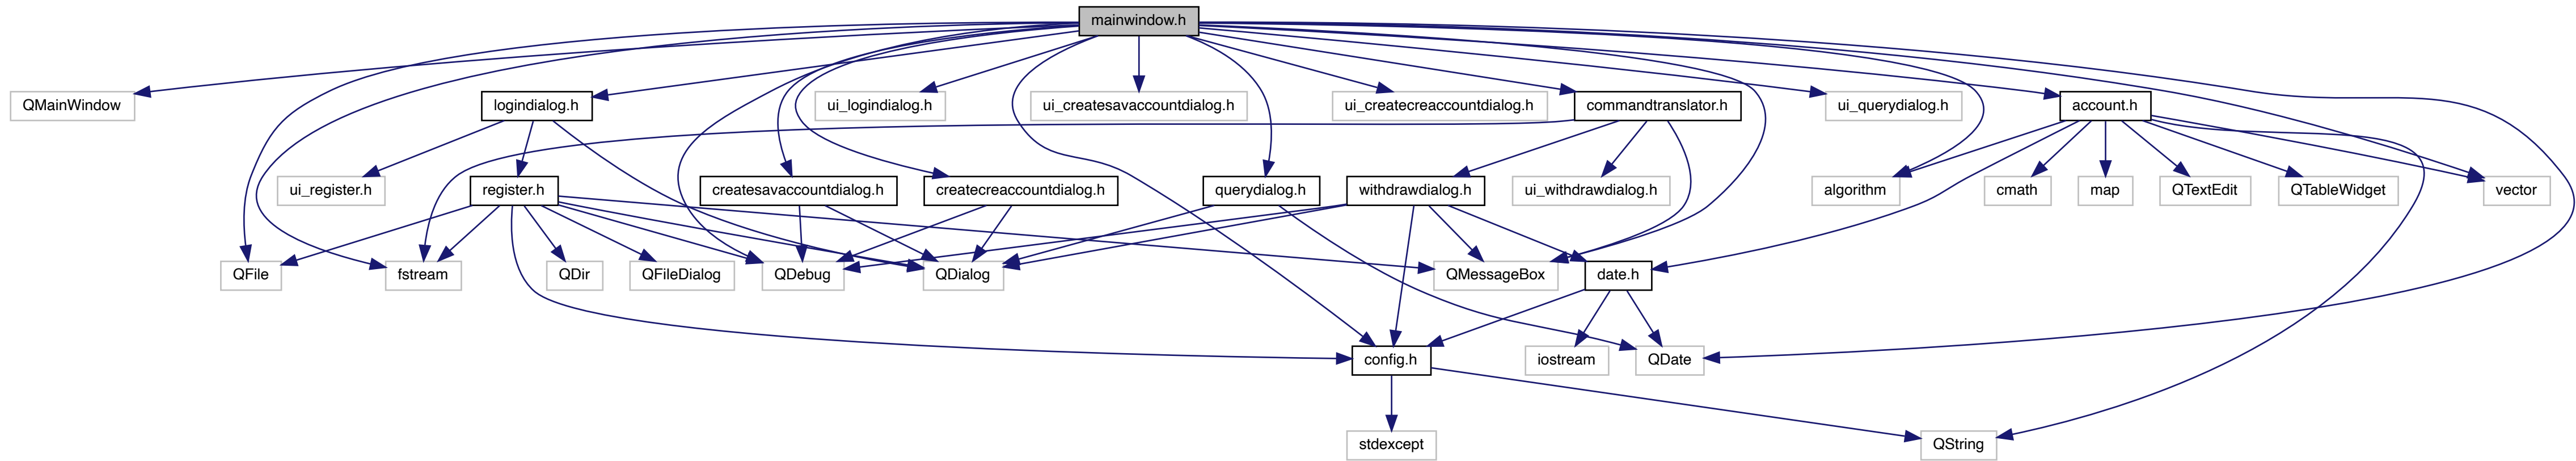 mainwindow.h
QMainWindow
logindialog.h
ui_logindialog.h
ui_createsavaccountdialog.h
ui_createcreaccountdialog.h
commandtranslator.h
ui_querydialog.h
account.h
ui_register.h
register.h
createsavaccountdialog.h
createcreaccountdialog.h
querydialog.h
withdrawdialog.h
ui_withdrawdialog.h
algorithm
cmath
map
QTextEdit
QTableWidget
vector
QFile
fstream
QDir
QFileDialog
QDebug
QDialog
QMessageBox
date.h
config.h
iostream
QDate
stdexcept
QString